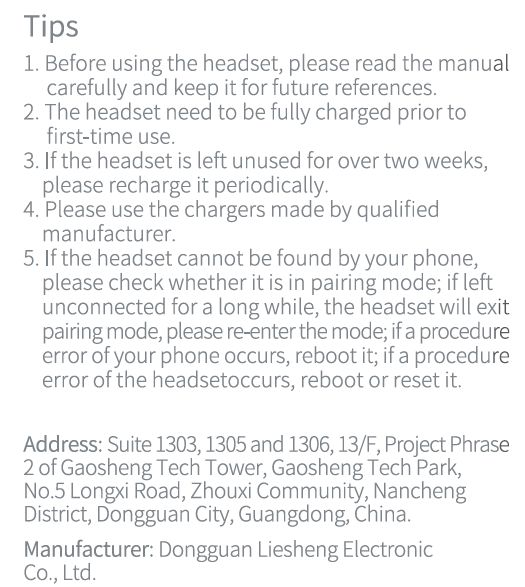 Tips
1. Before using the headset, please read the manual
carefully and keep it for future references.
2. The headset need to be fully charged prior to
first-time use.
3. If the headset is left unused for over two weeks,
please recharge it periodically.
4. Please use the chargers made by qualified
manufacturer.
5. If the headset cannot be found by your phone,
please check whether it is in pairing mode; if left
unconnected for a long while, the headset will exit
pairing mode, please re-enter the mode; if a procedure
error of your phone occurs, reboot it; if a procedure
error of the headsetoccurs, reboot or reset it.
Address: Suite 1303, 1305 and 1306, 13/F, Project Phrase
2 of Gaosheng Tech Tower, Gaosheng Tech Park,
No.5 Longxi Road, Zhouxi Community, Nancheng
District, Dongguan City, Guangdong, China.
Manufacturer: Dongguan Liesheng Electronic
Co., Ltd.